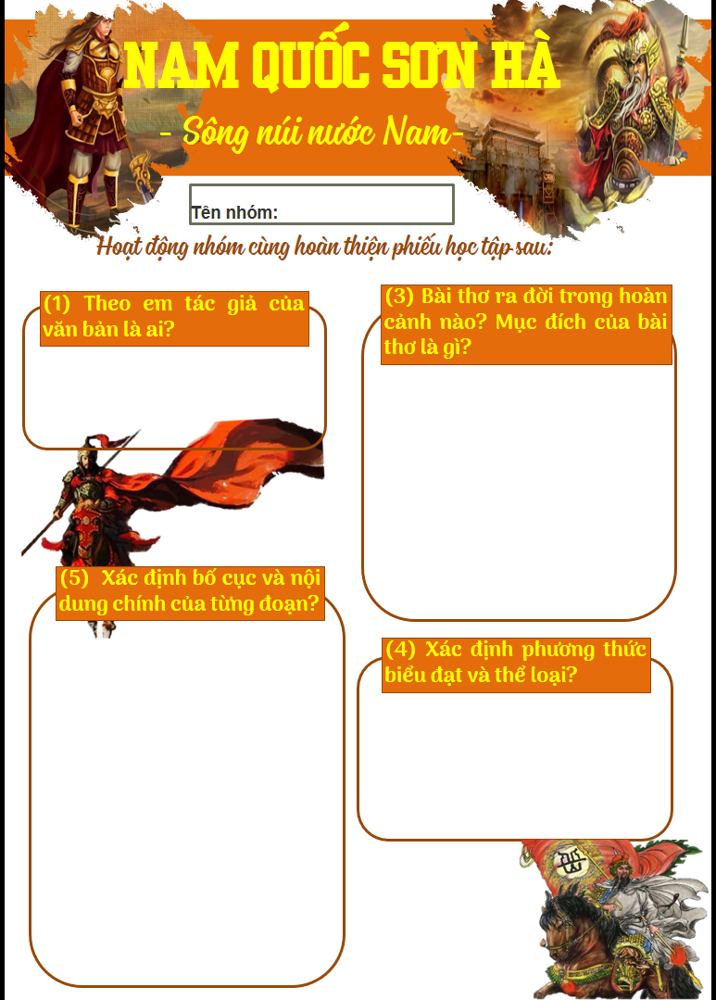 NAM QUỐC SƠN HÀ
- Sông núi nước Nam-
Tên nhóm:
Hoạt động nhóm cùng hoàn thiện phiếu học tập sau:
(1) Theo em tác giả của
văn bản là ai?
(3) Bài thơ ra đời trong hoàn
cảnh nào? Mục đích của bài
thơ là gì?
(5) Xác định bố cục và nội
dung chính của từng đoạn?
(4) Xác định phương thức
biểu đạt và thể loại?